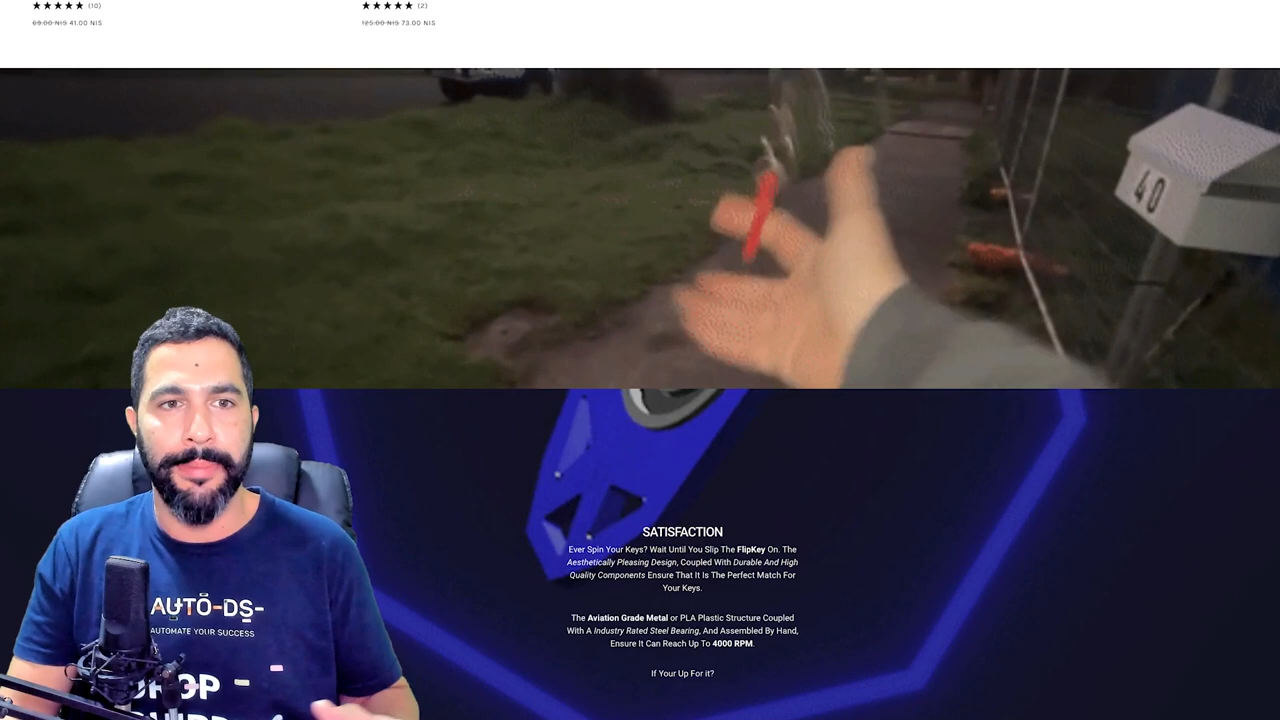 ★★★★★ (10)
★★★★★ (2)
69.00 NIS 41.00 NIS
125.00 NIS 73.00 NIS
40
SATISFACTION
Ever Spin Your Keys? Wait Until You Slip The FlipKey On. The
Aesthetically Pleasing Design, Coupled With Durable And High
Quality Components Ensure That It Is The Perfect Match For
Your Keys.
The Aviation Grade Metal or PLA Plastic Structure Coupled
With A Industry Rated Steel Bearing, And Assembled By Hand,
Ensure It Can Reach Up To 4000 RPM.
If Your Up For it?
AUTO-DS-
AUTOMATE YOUR SUCCESS
DROP